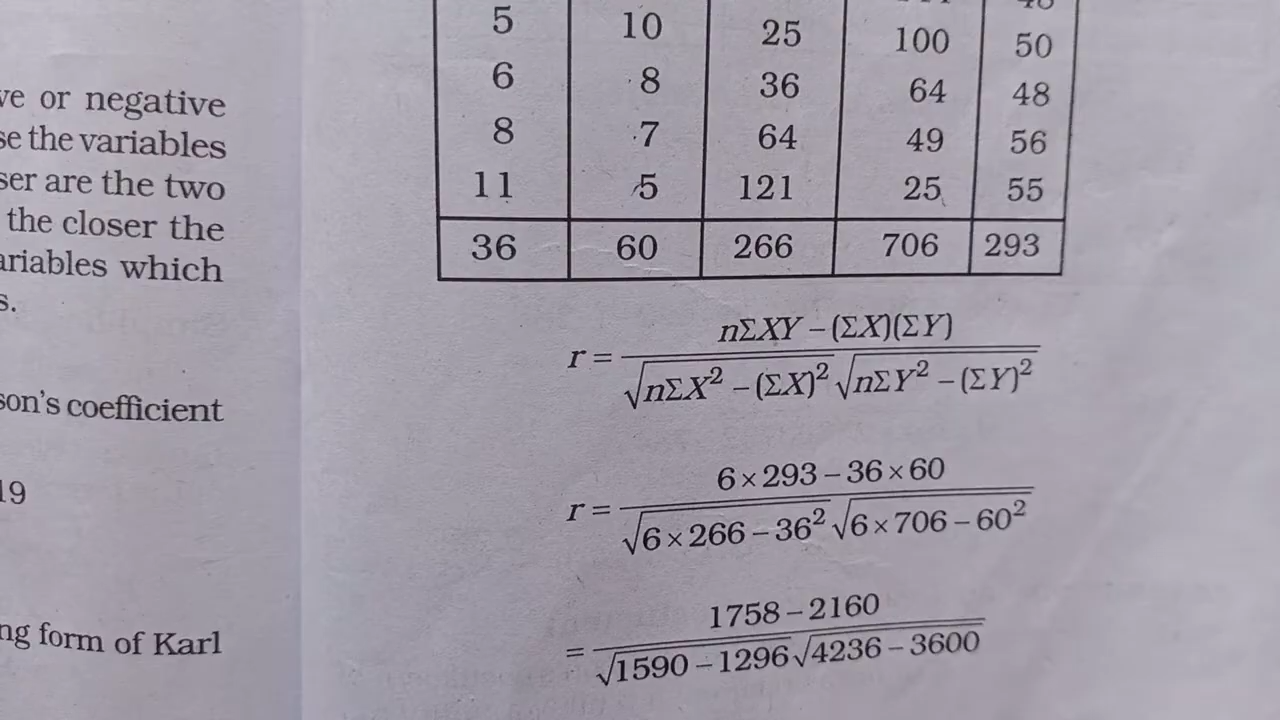 ve or negative
se the variables
ser are the two
the closer the
ariables which
s.
son's coefficient
19
ng form of Karl
5 10 25 100 50
6 8 36 64 48
8 7 64 49 56
11 5 121 25 55
36 60 266 706 293
r = nΣXY – (ΣX)(ΣY) / √nΣX² – (ΣX)² √nΣY² – (ΣY)²
r = 6 × 293 – 36 × 60 / √6 × 266 – 36² √6 × 706 – 60²
= 1758 – 2160 / √1590 – 1296 √4236 – 3600